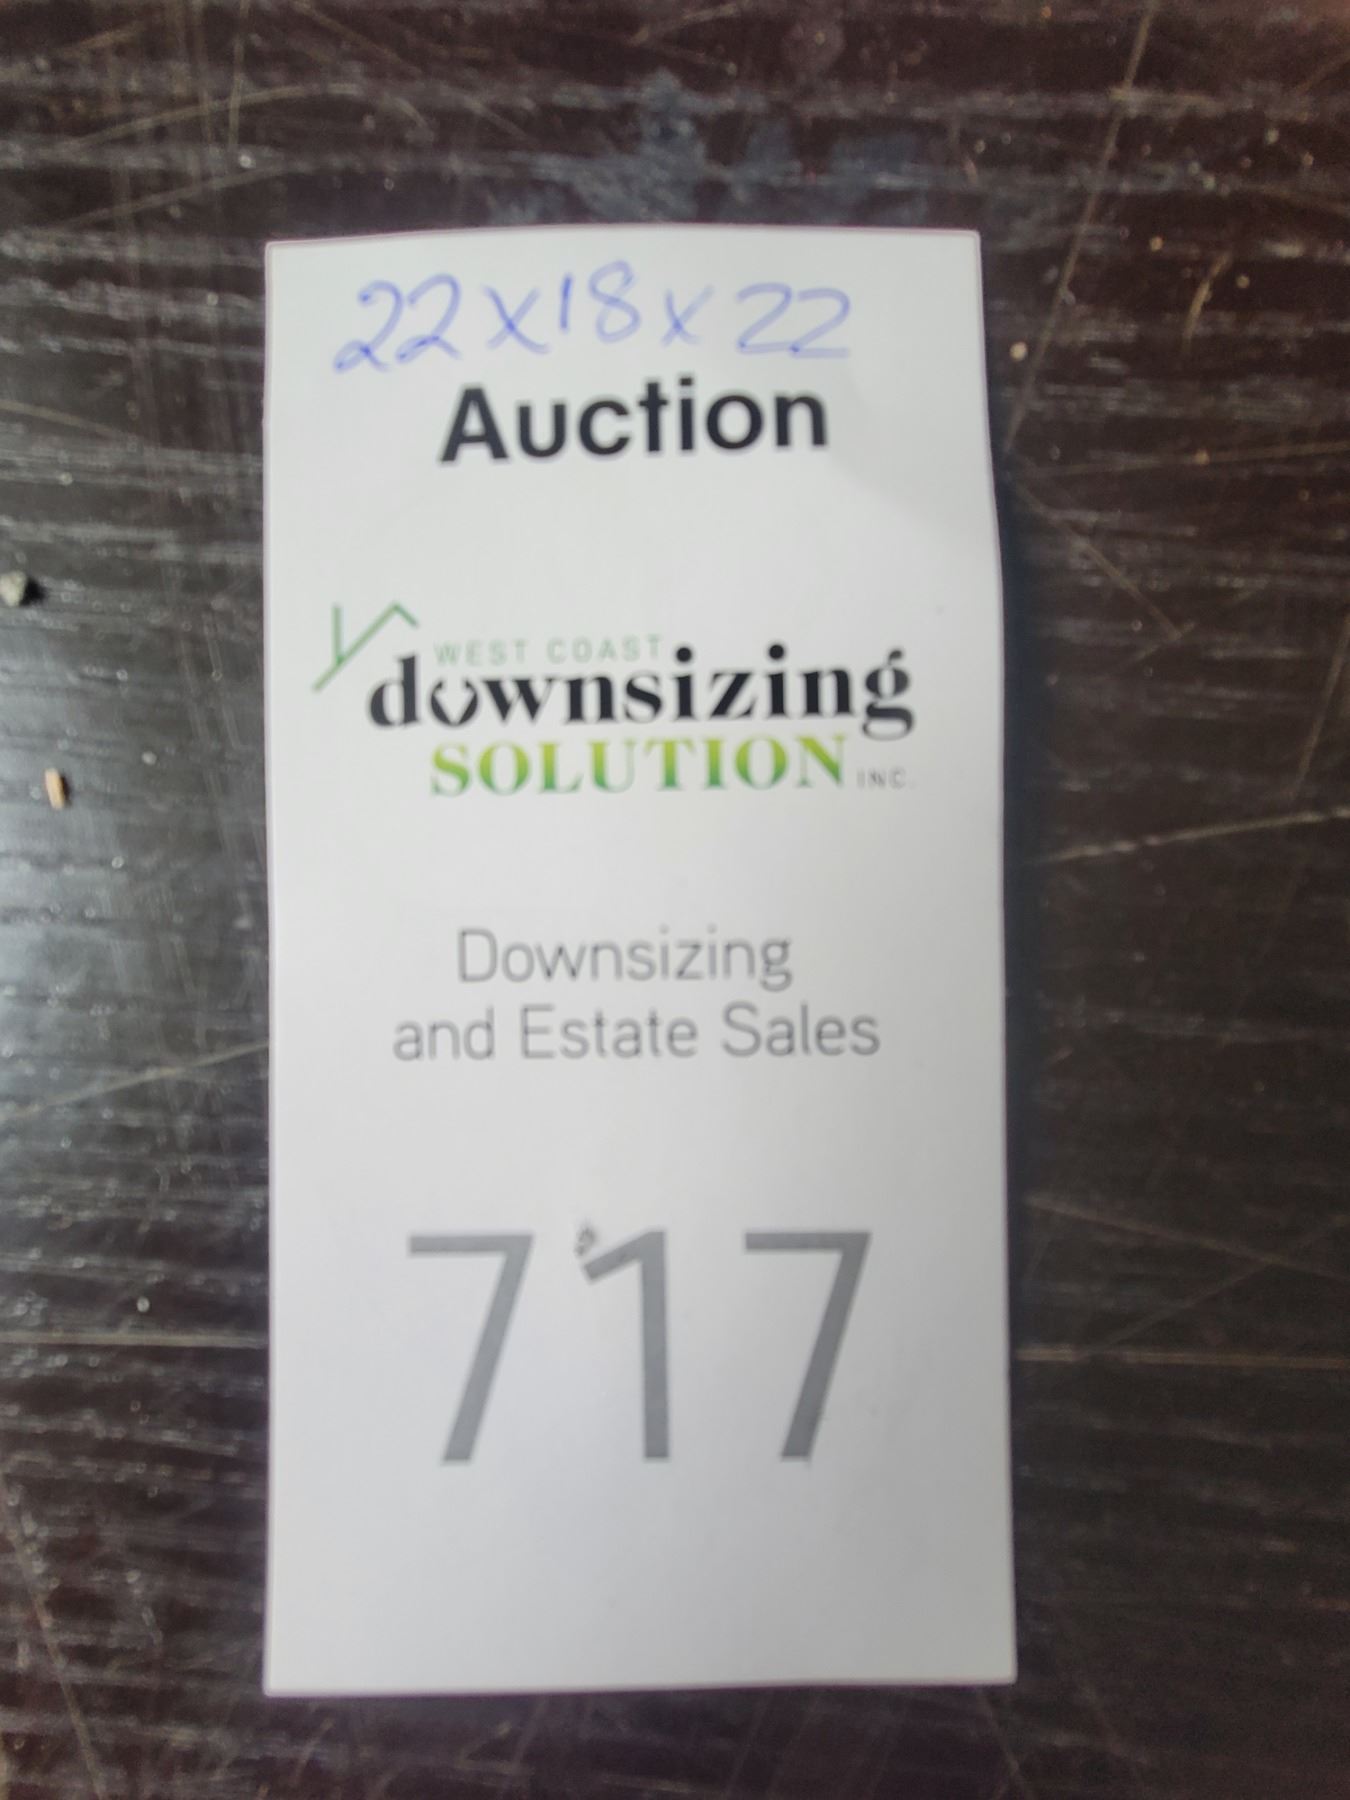 22x18x22
Auction
WEST COAST
downsizing
SOLUTION INC.
Downsizing
and Estate Sales
717